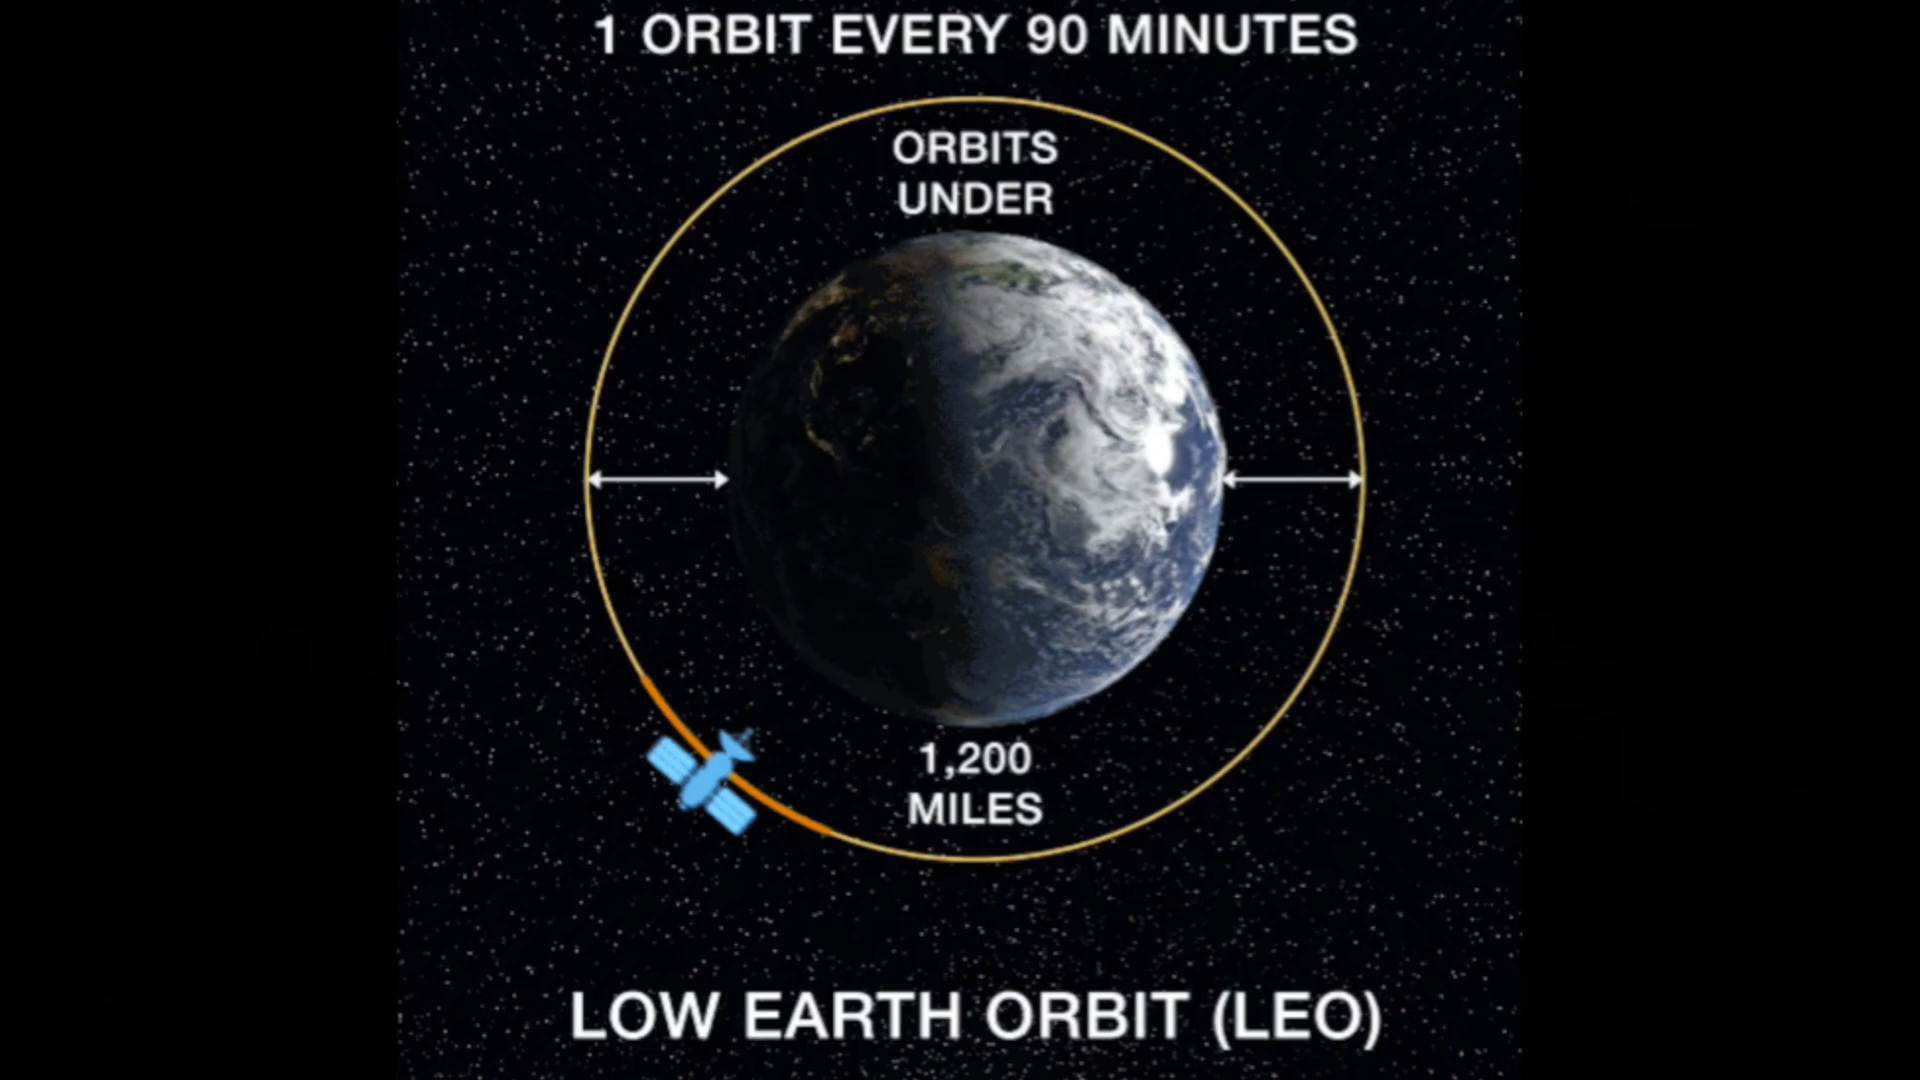 1 ORBIT EVERY 90 MINUTES
ORBITS
UNDER
1,200
MILES
LOW EARTH ORBIT (LEO)